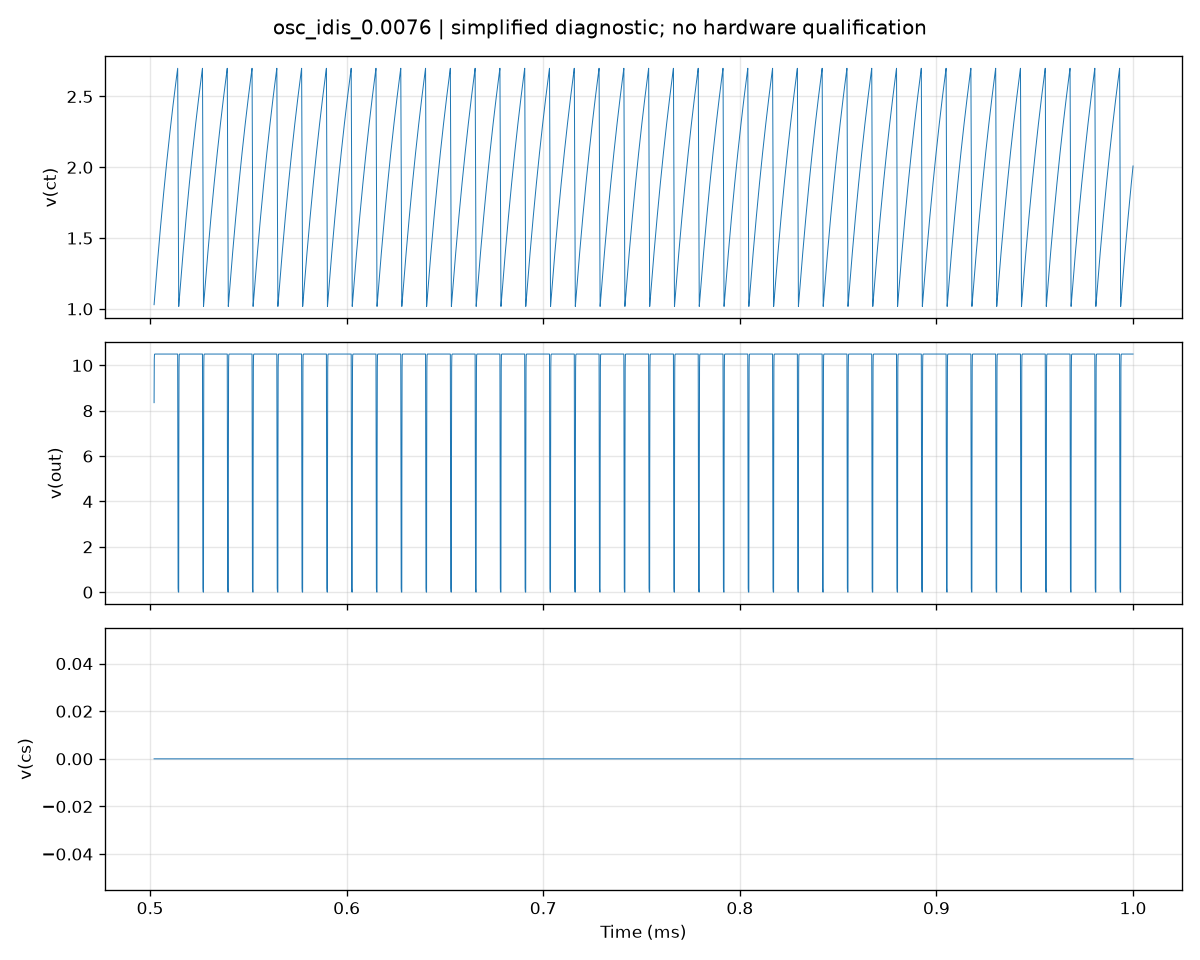 osc_idis_0.0076 | simplified diagnostic; no hardware qualification
v(ct)
2.5
2.0
1.5
1.0
v(out)
10
8
6
4
2
0
v(cs)
0.04
0.02
0.00
−0.02
−0.04
0.5 0.6 0.7 0.8 0.9 1.0
Time (ms)